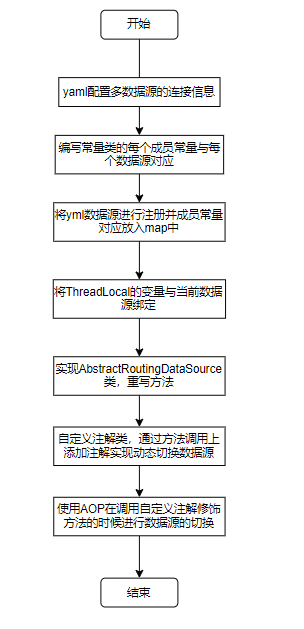 开始
yaml配置多数据源的连接信息
编写常量类的每个成员常量与每
个数据源对应
将yml数据源进行注册并成员常量
对应放入map中
将ThreadLocal的变量与当前数据
源绑定
实现AbstractRoutingDataSource
类，重写方法
自定义注解类，通过方法调用上
添加注解实现动态切换数据源
使用AOP在调用自定义注解修饰
方法的时候进行数据源的切换
结束